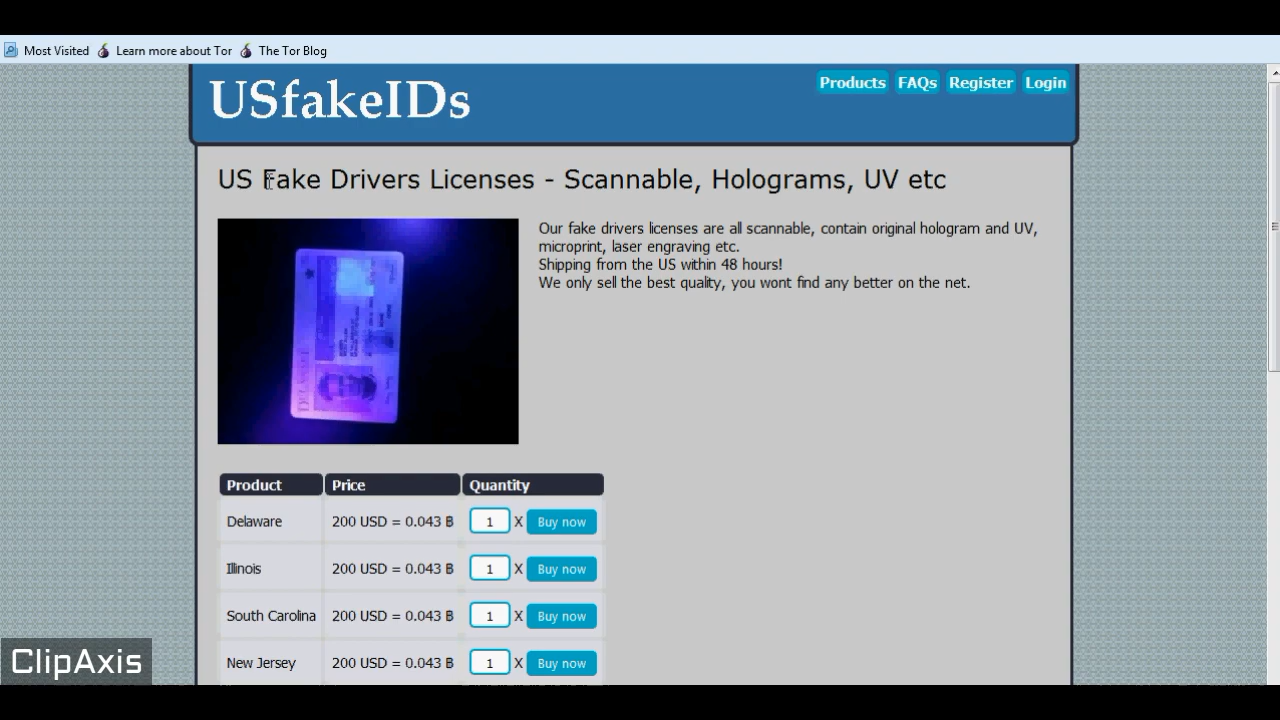 Most Visited Learn more about Tor The Tor Blog
USfakeIDs
Products FAQs Register Login
US Fake Drivers Licenses - Scannable, Holograms, UV etc
Our fake drivers licenses are all scannable, contain original hologram and UV,
microprint, laser engraving etc.
Shipping from the US within 48 hours!
We only sell the best quality, you wont find any better on the net.
Product Price Quantity
Delaware 200 USD = 0.043 ฿ 1 X Buy now
Illinois 200 USD = 0.043 ฿ 1 X Buy now
South Carolina 200 USD = 0.043 ฿ 1 X Buy now
New Jersey 200 USD = 0.043 ฿ 1 X Buy now
ClipAxis